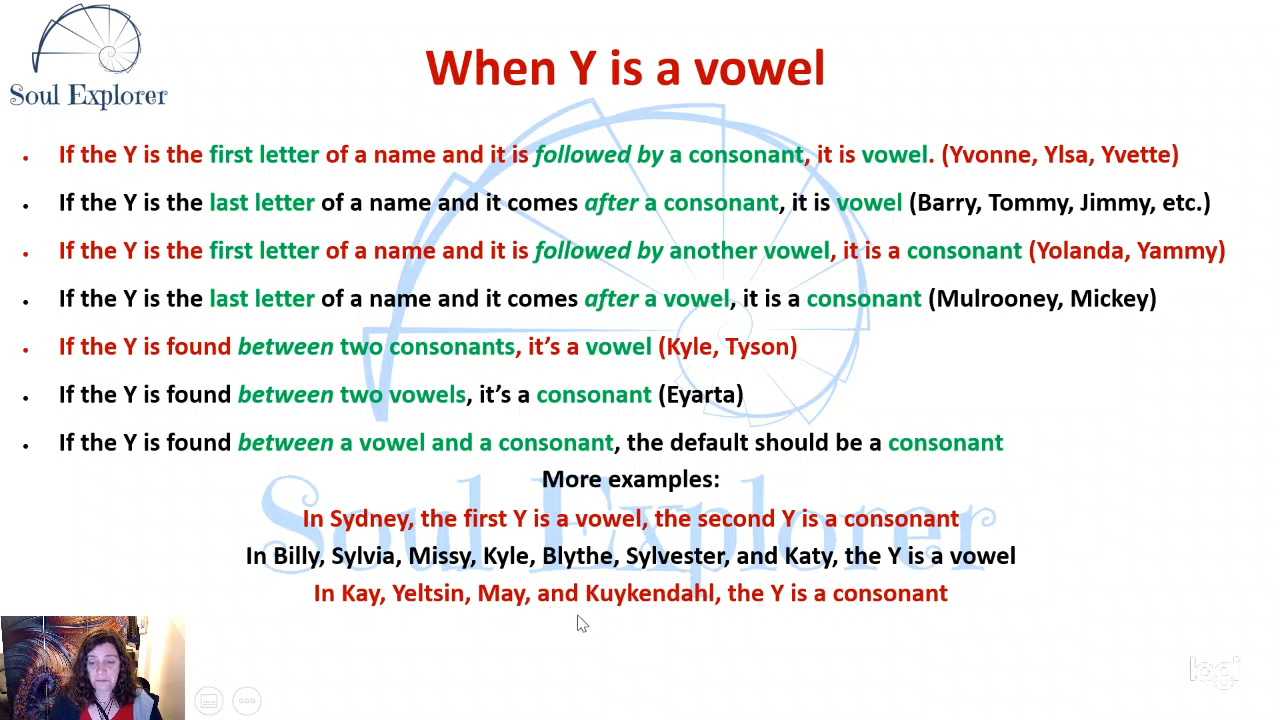 Soul Explorer
When Y is a vowel
• If the Y is the first letter of a name and it is followed by a consonant, it is vowel. (Yvonne, Ylsa, Yvette)
• If the Y is the last letter of a name and it comes after a consonant, it is vowel (Barry, Tommy, Jimmy, etc.)
• If the Y is the first letter of a name and it is followed by another vowel, it is a consonant (Yolanda, Yammy)
• If the Y is the last letter of a name and it comes after a vowel, it is a consonant (Mulrooney, Mickey)
• If the Y is found between two consonants, it’s a vowel (Kyle, Tyson)
• If the Y is found between two vowels, it’s a consonant (Eyarta)
• If the Y is found between a vowel and a consonant, the default should be a consonant
More examples:
Soul Explorer
In Sydney, the first Y is a vowel, the second Y is a consonant
In Billy, Sylvia, Missy, Kyle, Blythe, Sylvester, and Katy, the Y is a vowel
In Kay, Yeltsin, May, and Kuykendahl, the Y is a consonant
logi